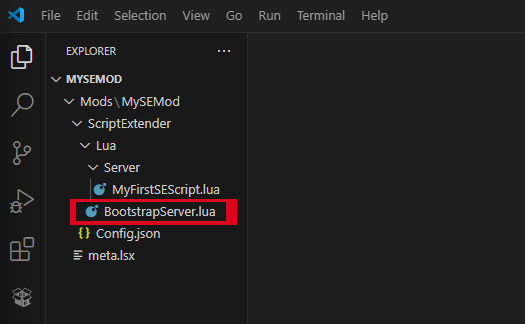 File Edit Selection View Go Run Terminal Help
EXPLORER ...
MYSEMOD
Mods\MySEMod
ScriptExtender
Lua
Server
MyFirstSEScript.lua
BootstrapServer.lua
{} Config.json
meta.lsx